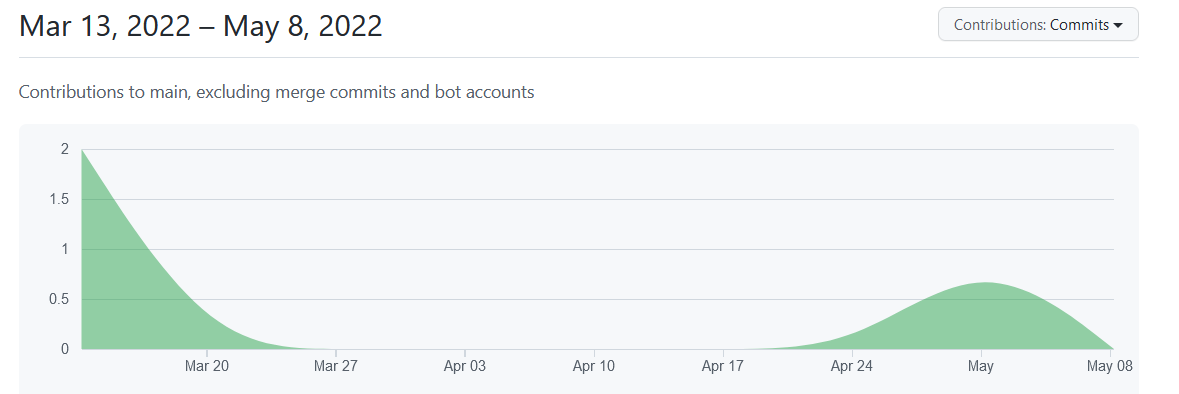 Mar 13, 2022 – May 8, 2022
Contributions: Commits
Contributions to main, excluding merge commits and bot accounts
2
1.5
1
0.5
0
Mar 20 Mar 27 Apr 03 Apr 10 Apr 17 Apr 24 May May 08